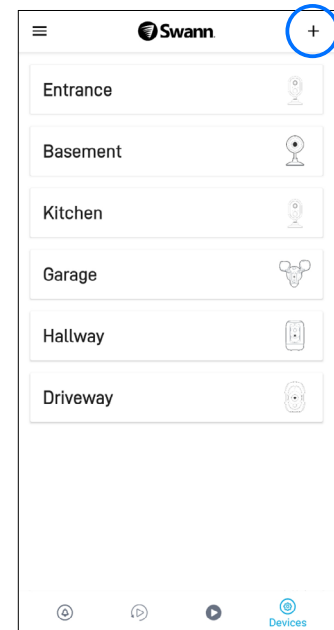 Swann
Entrance
Basement
Kitchen
Garage
Hallway
Driveway
Devices